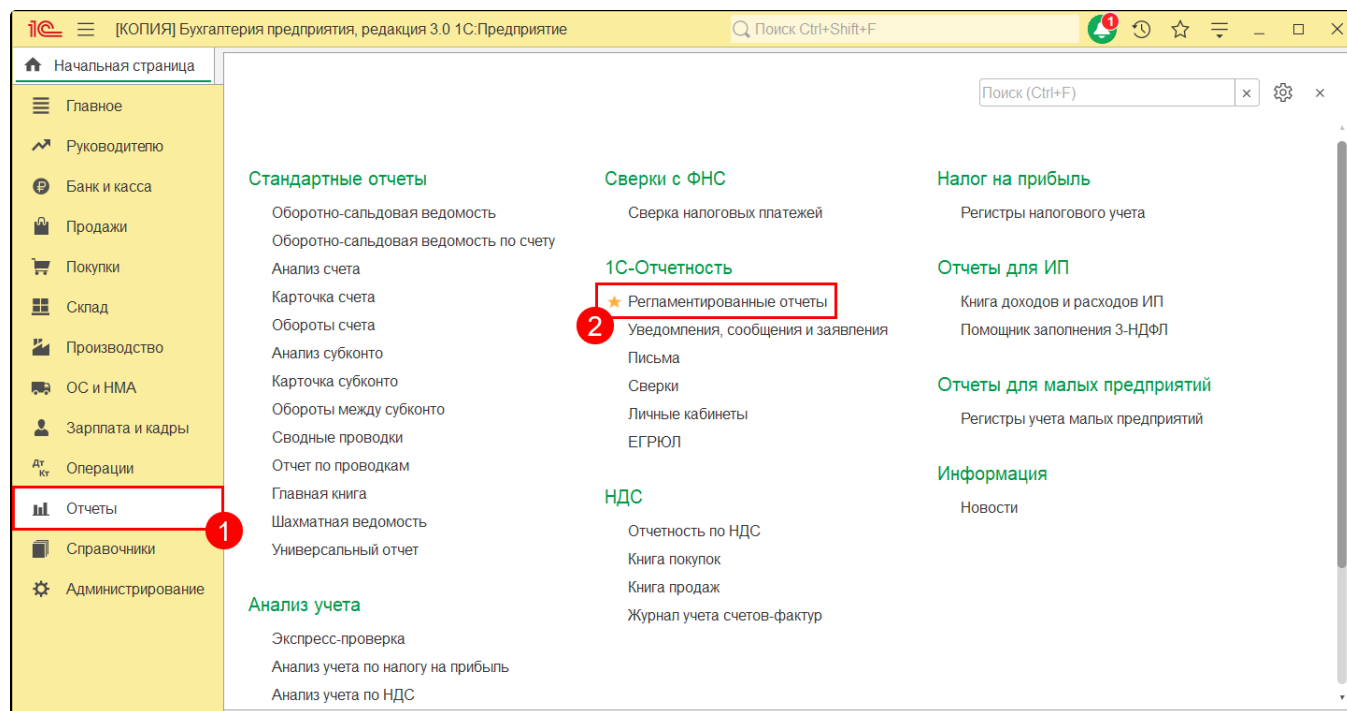 1С [КОПИЯ] Бухгалтерия предприятия, редакция 3.0 1С:Предприятие
Поиск Ctrl+Shift+F
1
Начальная страница
Поиск (Ctrl+F)
Главное
Руководителю
Банк и касса
Продажи
Покупки
Склад
Производство
ОС и НМА
Зарплата и кадры
Дт
Кт
Операции
Отчеты
1
Справочники
Администрирование
Стандартные отчеты
Оборотно-сальдовая ведомость
Оборотно-сальдовая ведомость по счету
Анализ счета
Карточка счета
Обороты счета
Анализ субконто
Карточка субконто
Обороты между субконто
Сводные проводки
Отчет по проводкам
Главная книга
Шахматная ведомость
Универсальный отчет
Анализ учета
Экспресс-проверка
Анализ учета по налогу на прибыль
Анализ учета по НДС
Сверки с ФНС
Сверка налоговых платежей
1С-Отчетность
Регламентированные отчеты
2
Уведомления, сообщения и заявления
Письма
Сверки
Личные кабинеты
ЕГРЮЛ
НДС
Отчетность по НДС
Книга покупок
Книга продаж
Журнал учета счетов-фактур
Налог на прибыль
Регистры налогового учета
Отчеты для ИП
Книга доходов и расходов ИП
Помощник заполнения 3-НДФЛ
Отчеты для малых предприятий
Регистры учета малых предприятий
Информация
Новости